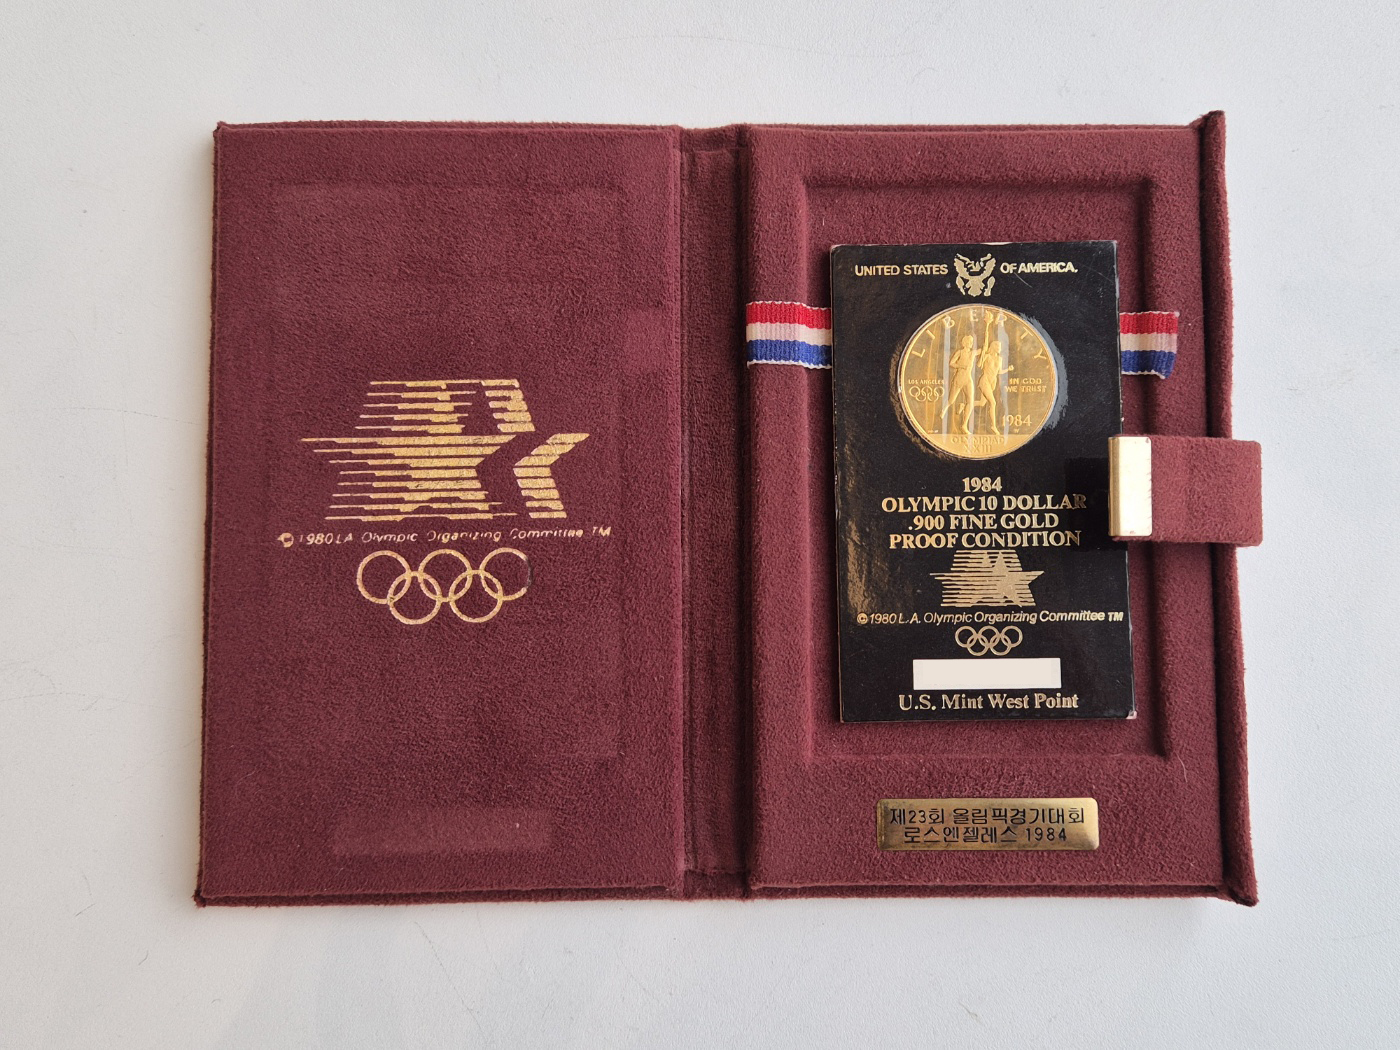 © 1980 L.A. Olympic Organizing Committee TM
UNITED STATES OF AMERICA.
LIBERTY
LOS ANGELES
IN GOD
WE TRUST
1984
OLYMPIAD
XXIII
1984
OLYMPIC 10 DOLLAR
.900 FINE GOLD
PROOF CONDITION
© 1980 L.A. Olympic Organizing Committee TM
U.S. Mint West Point
제23회 올림픽경기대회
로스엔젤레스 1984